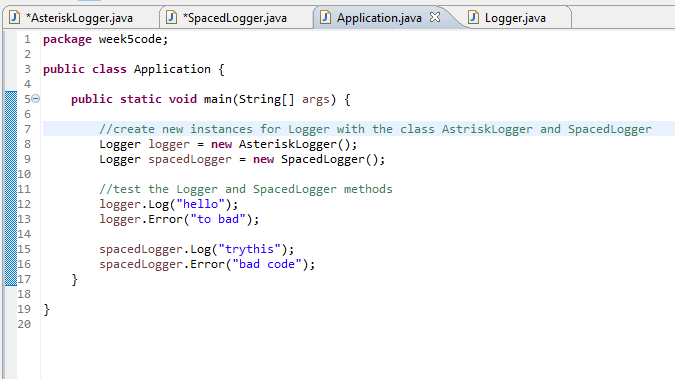 *AsteriskLogger.java *SpacedLogger.java Application.java Logger.java
1 package week5code;
2
3 public class Application {
4
5 public static void main(String[] args) {
6
7 //create new instances for Logger with the class AstriskLogger and SpacedLogger
8 Logger logger = new AsteriskLogger();
9 Logger spacedLogger = new SpacedLogger();
10
11 //test the Logger and SpacedLogger methods
12 logger.Log("hello");
13 logger.Error("to bad");
14
15 spacedLogger.Log("trythis");
16 spacedLogger.Error("bad code");
17 }
18
19 }
20